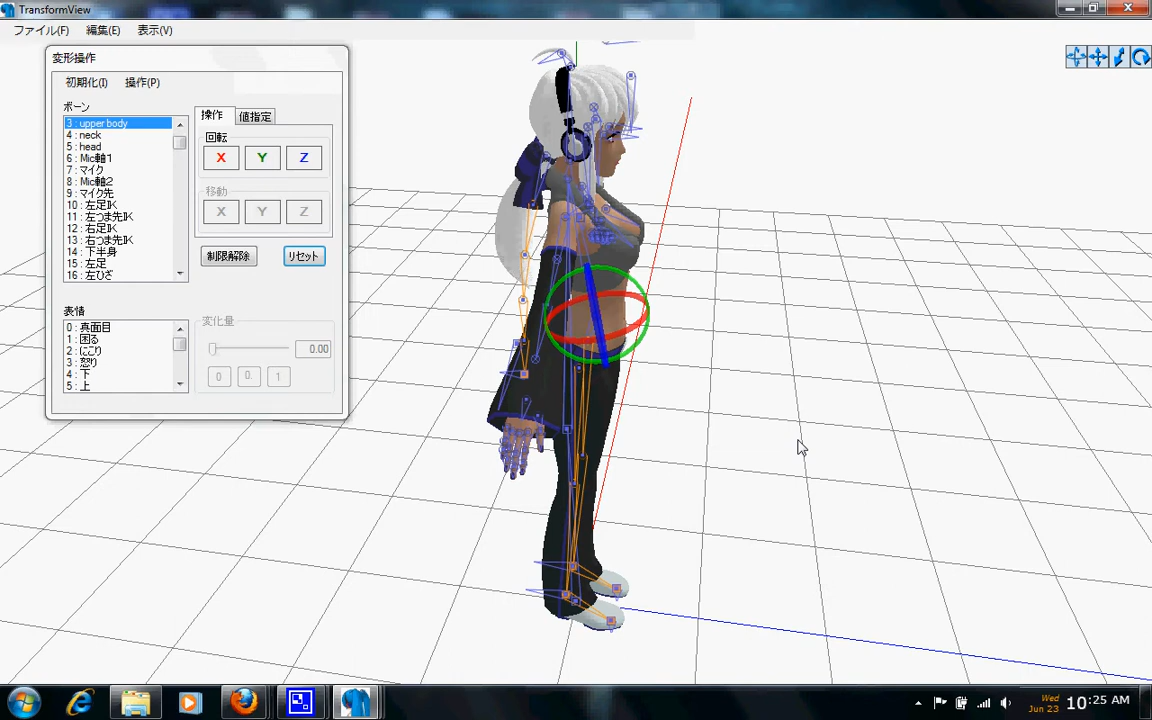 TransformView
ファイル(F) 編集(E) 表示(V)
変形操作
初期化(I) 操作(P)
ボーン
3 : upper body
4 : neck
5 : head
6 : Mic軸1
7 : マイク
8 : Mic軸2
9 : マイク先
10 : 左足IK
11 : 左つま先IK
12 : 右足IK
13 : 右つま先IK
14 : 下半身
15 : 左足
16 : 左ひざ
操作 値指定
回転
X Y Z
移動
X Y Z
制限解除 リセット
表情
0 : 真面目
1 : 困る
2 : にこり
3 : 怒り
4 : 下
5 : 上
変化量
0.00
0 0. 1
Wed
Jun 23
10:25 AM